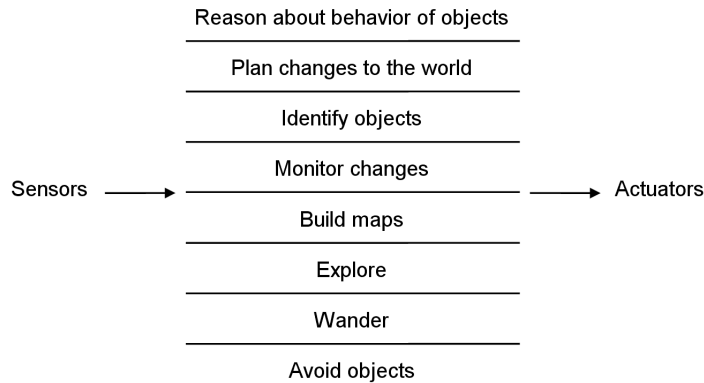 Reason about behavior of objects
Plan changes to the world
Identify objects
Monitor changes
Sensors
Actuators
Build maps
Explore
Wander
Avoid objects